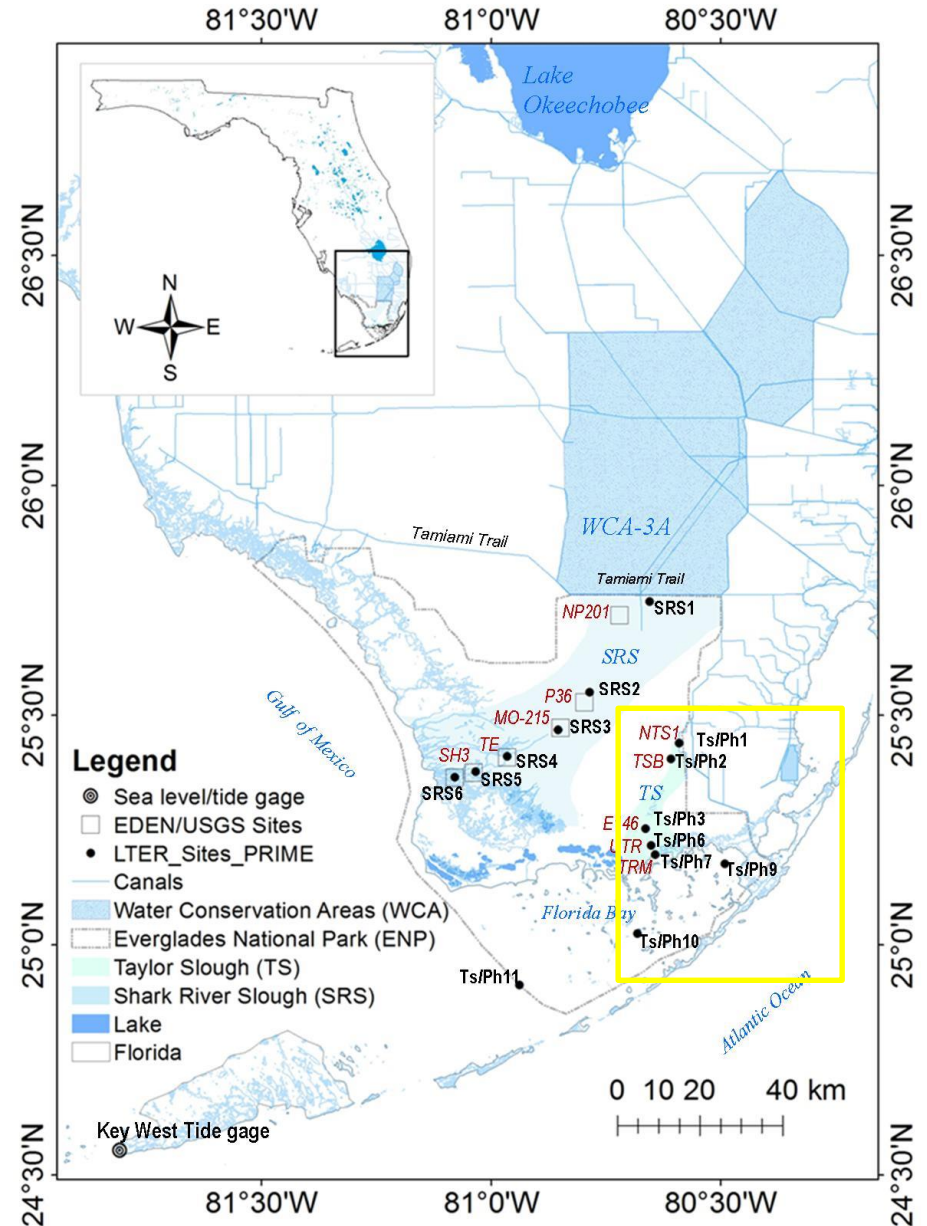 81°30'W 81°0'W 80°30'W
Lake
Okeechobee
N
W E
S
26°30'N 26°30'N
26°0'N 26°0'N
WCA-3A
Tamiami Trail
Tamiami Trail
NP201
SRS1
SRS
P36
SRS2
25°30'N 25°30'N
Gulf of Mexico
MO-215
SRS3
NTS1
Ts/Ph1
TE
SRS4
TSB
Ts/Ph2
SH3
SRS5
SRS6
TS
Ts/Ph3
Ts/Ph6
UTR
Ts/Ph7
TRM
Ts/Ph9
Florida Bay
Ts/Ph10
25°0'N 25°0'N
Ts/Ph11
Atlantic Ocean
Legend
Sea level/tide gage
EDEN/USGS Sites
LTER_Sites_PRIME
Canals
Water Conservation Areas (WCA)
Everglades National Park (ENP)
Taylor Slough (TS)
Shark River Slough (SRS)
Lake
Florida
0 10 20 40 km
Key West Tide gage
24°30'N 24°30'N
81°30'W 81°0'W 80°30'W